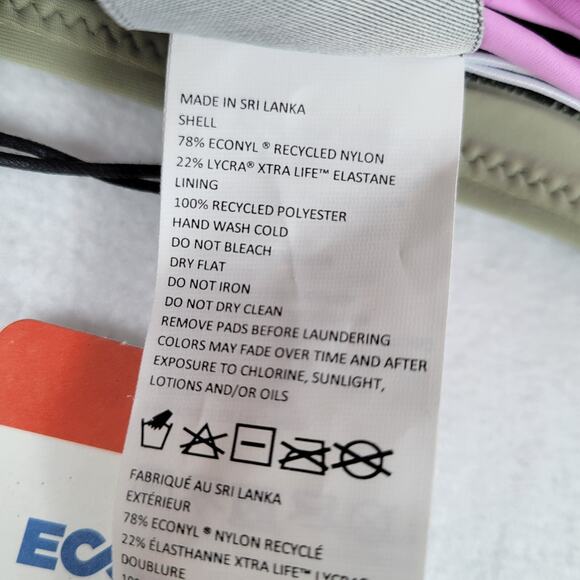 MADE IN SRI LANKA
SHELL
78% ECONYL ® RECYCLED NYLON
22% LYCRA® XTRA LIFE™ ELASTANE
LINING
100% RECYCLED POLYESTER
HAND WASH COLD
DO NOT BLEACH
DRY FLAT
DO NOT IRON
DO NOT DRY CLEAN
REMOVE PADS BEFORE LAUNDERING
COLORS MAY FADE OVER TIME AND AFTER
EXPOSURE TO CHLORINE, SUNLIGHT,
LOTIONS AND/OR OILS
FABRIQUÉ AU SRI LANKA
EXTÉRIEUR
78% ECONYL ® NYLON RECYCLÉ
22% ÉLASTHANNE XTRA LIFE™ LYCRA®
DOUBLURE